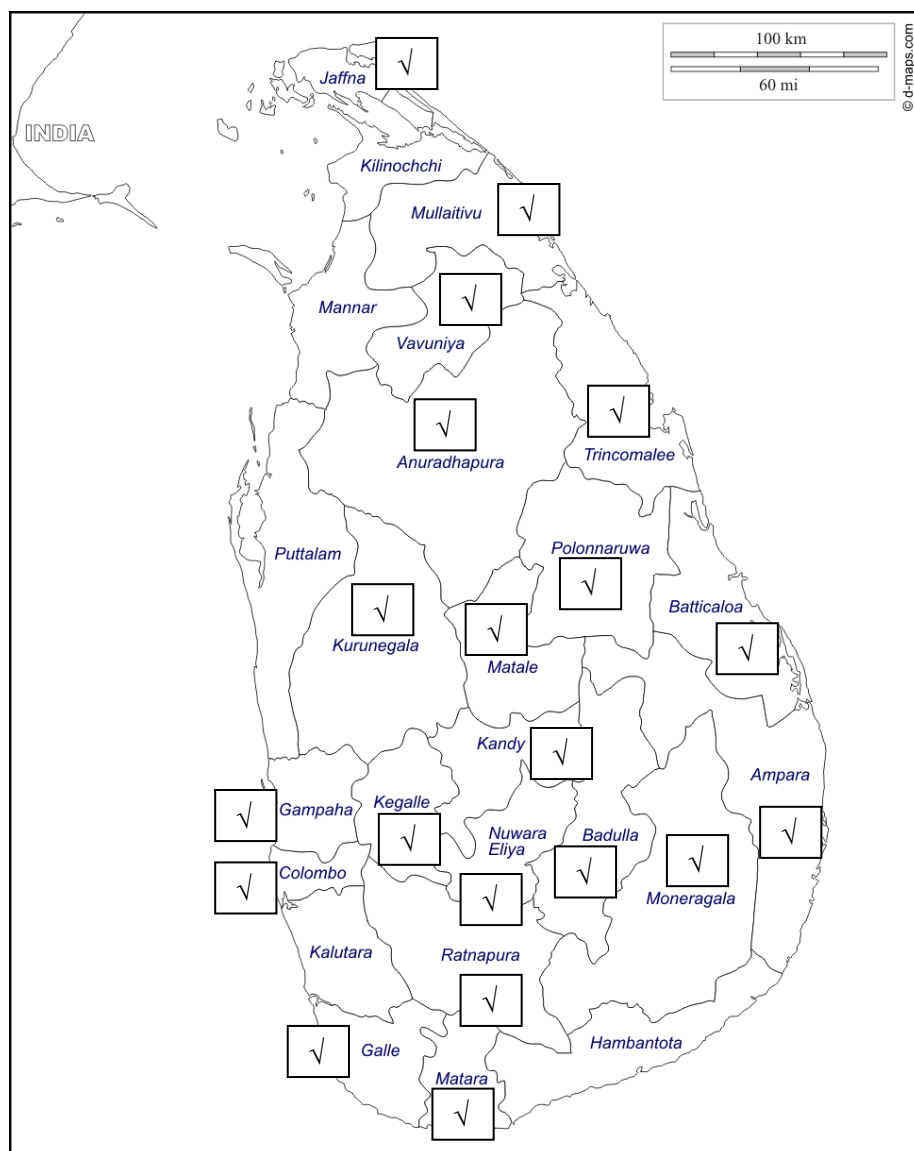 100 km
60 mi
© d-maps.com
√
Jaffna
INDIA
Kilinochchi
√
Mullaitivu
√
Mannar
Vavuniya
√
√
Anuradhapura
Trincomalee
Puttalam
Polonnaruwa
√
√
Kurunegala
√
Matale
Batticaloa
√
Kandy
√
Ampara
√
Gampaha
Kegalle
√
Nuwara
Eliya
Badulla
√
√
Moneragala
√
√
Colombo
√
Kalutara
Ratnapura
√
√
Galle
Hambantota
Matara
√